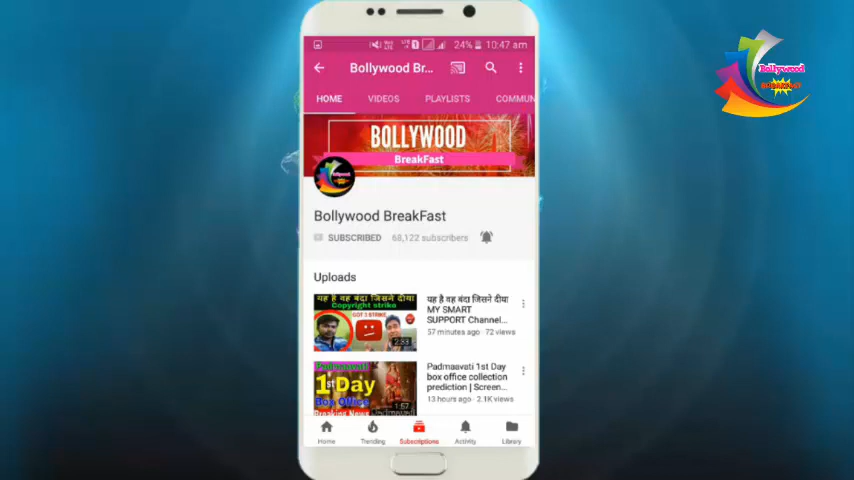 24% 10:47 am
Bollywood Br...
HOME VIDEOS PLAYLISTS COMMUN
BOLLYWOOD
BreakFast
Bollywood BreakFast
SUBSCRIBED 68,122 subscribers
Uploads
यह है वह बंदा जिसने दीया
Copyright strike
GOT 3 STRIKE
2:33
यह है वह बंदा जिसने दीया
MY SMART
SUPPORT Channel...
57 minutes ago · 72 views
Padmaavati
1st Day
Box Office
Breaking News
1:57
Padmaavati 1st Day
box office collection
prediction | Screen...
13 hours ago · 2.1K views
Home Trending Subscriptions Activity Library
Bollywood